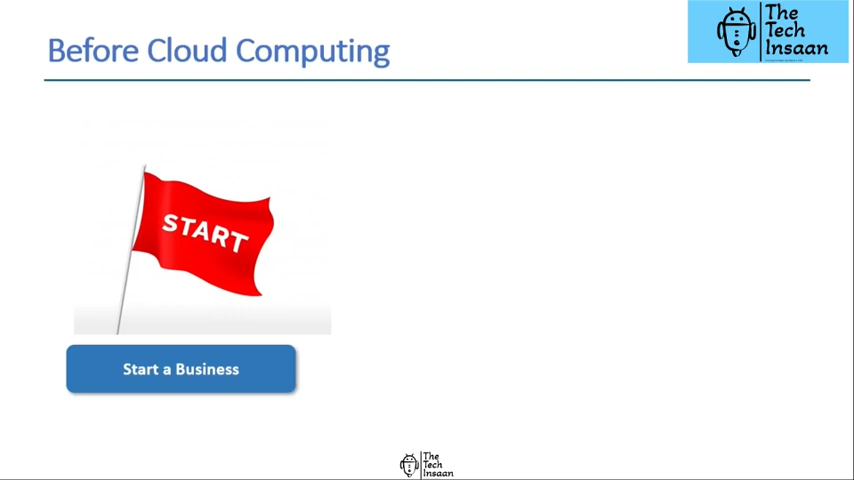 Before Cloud Computing
The
Tech
Insaan
START
Start a Business
The
Tech
Insaan